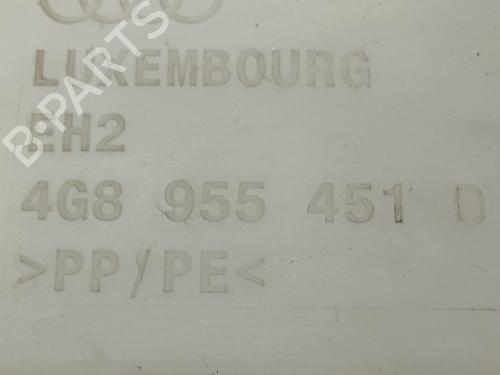 B-PARTS
LUXEMBOURG
EH2
4G8 955 451 D
>PP/PE<